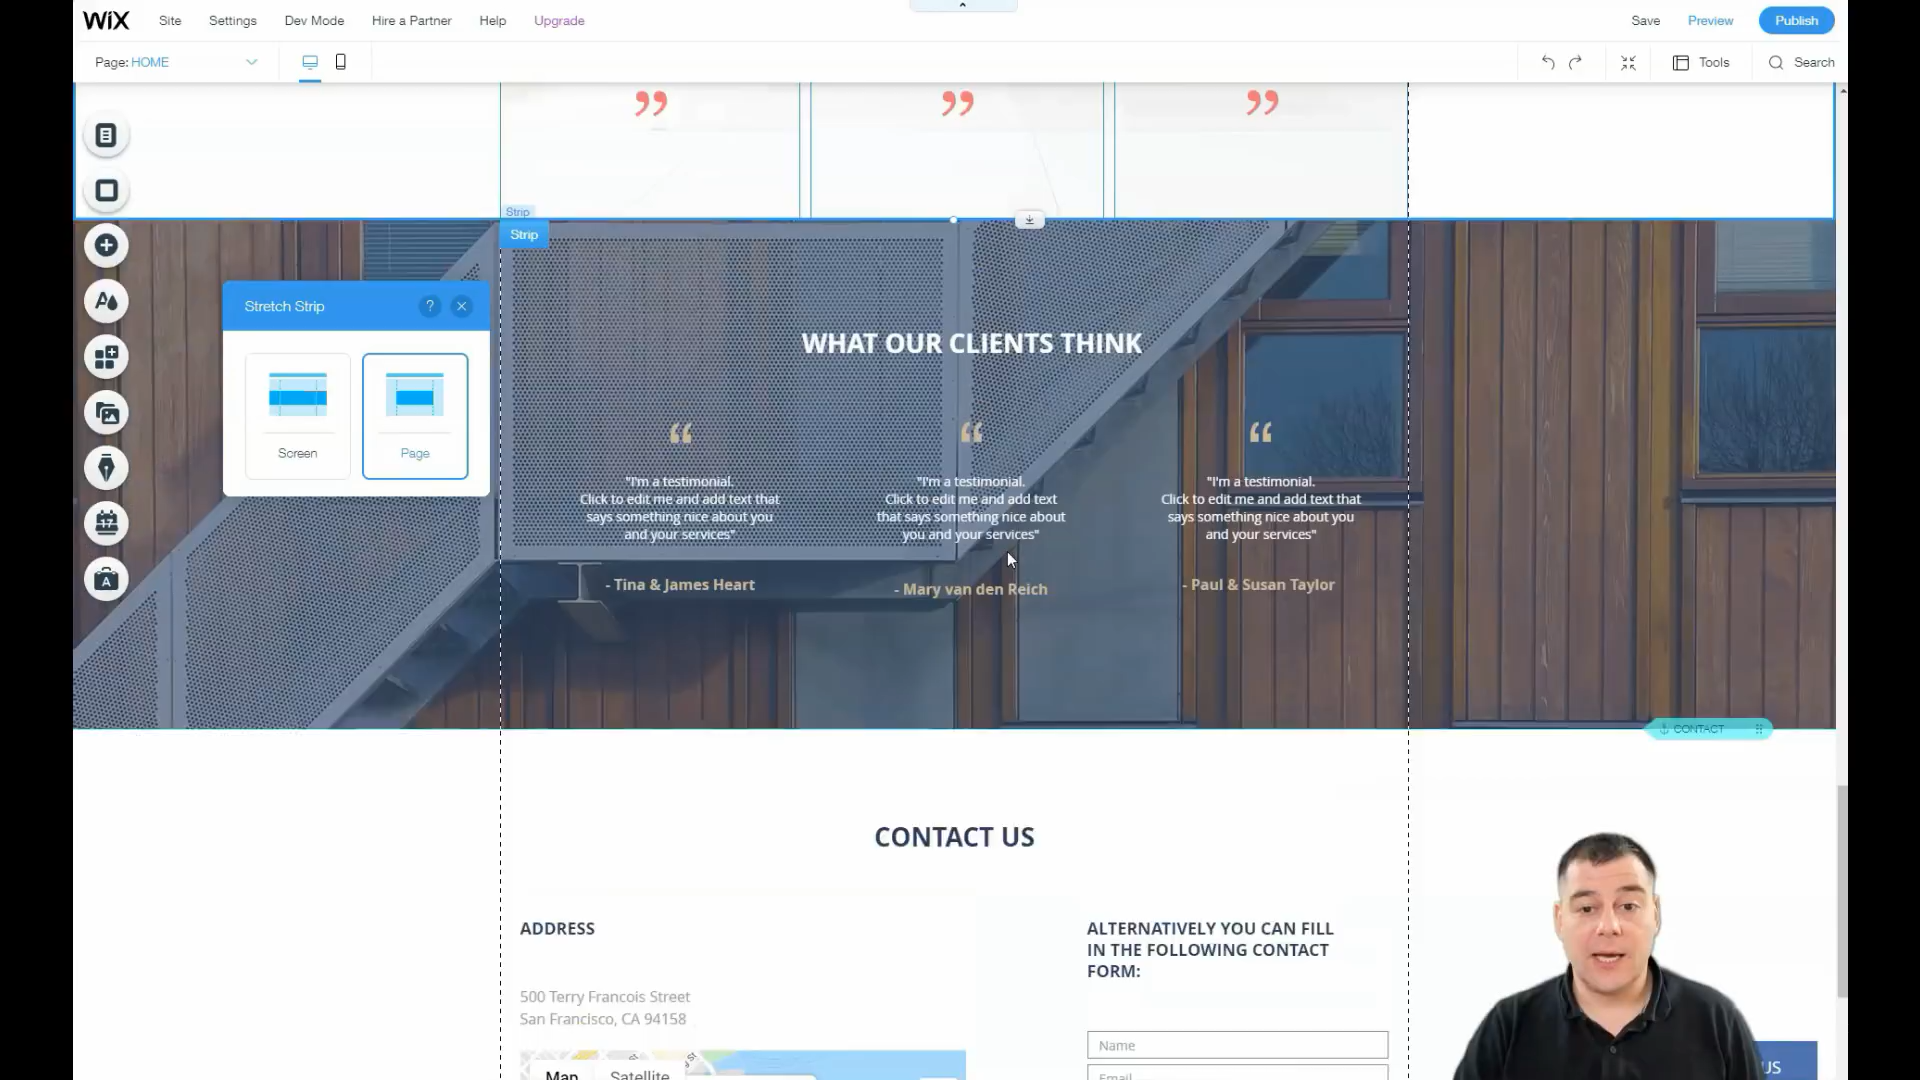 WiX Site Settings Dev Mode Hire a Partner Help Upgrade Save Preview Publish
Page: HOME Tools Search
”
”
”
Strip
Strip
Stretch Strip ? ×
Screen
Page
WHAT OUR CLIENTS THINK
“
“
“
"I'm a testimonial.
Click to edit me and add text that
says something nice about you
and your services"
- Tina & James Heart
"I'm a testimonial.
Click to edit me and add text
that says something nice about
you and your services"
- Mary van den Reich
"I'm a testimonial.
Click to edit me and add text that
says something nice about you
and your services"
- Paul & Susan Taylor
17
A
CONTACT
CONTACT US
ADDRESS
500 Terry Francois Street
San Francisco, CA 94158
Map Satellite
ALTERNATIVELY YOU CAN FILL
IN THE FOLLOWING CONTACT
FORM:
Name
Email
US